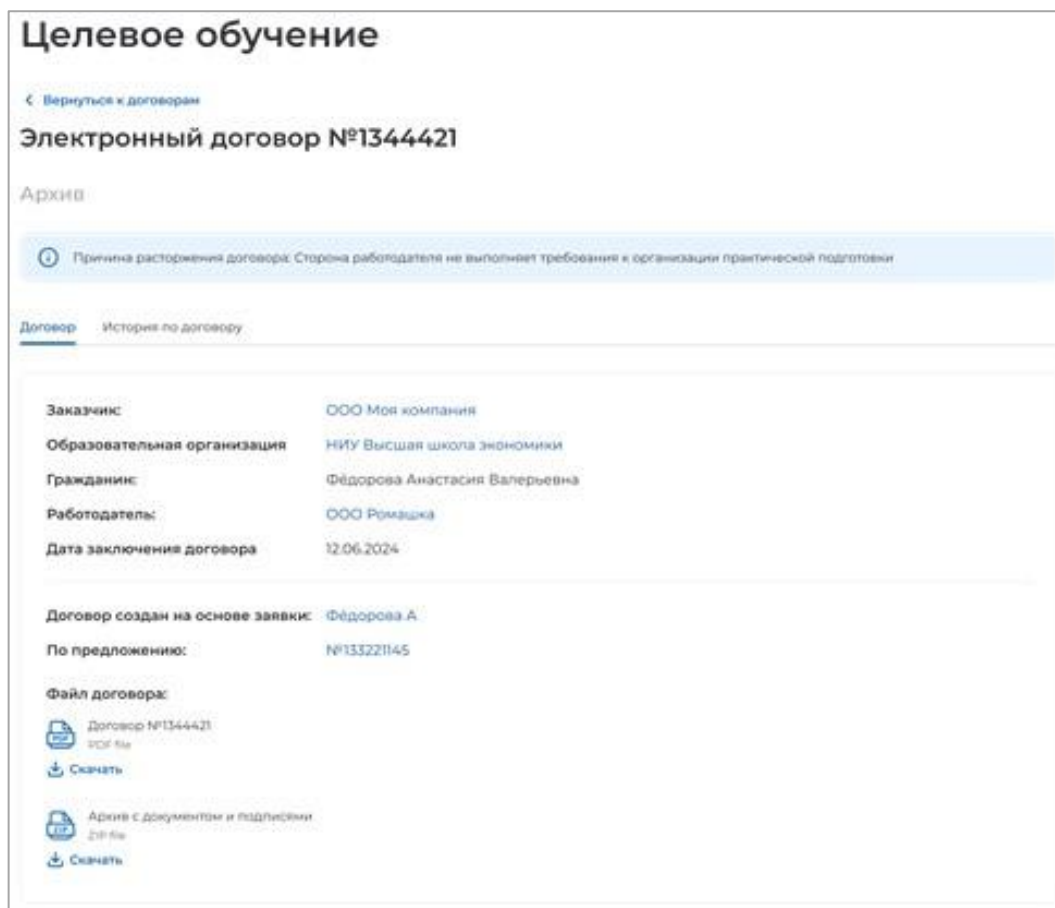 Целевое обучение
Вернуться к договорам
Электронный договор №1344421
Архив
Причина расторжения договора: Сторона работодателя не выполняет требования к организации практической подготовки
Договор История по договору
Заказчик: ООО Моя компания
Образовательная организация НИУ Высшая школа экономики
Гражданин: Фёдорова Анастасия Валерьевна
Работодатель: ООО Ромашка
Дата заключения договора 12.06.2024
Договор создан на основе заявки: Фёдорова А
По предложению: №133221145
Файл договора:
PDF Договор №1344421
PDF file
Скачать
ZIP Архив с документом и подписями
ZIP file
Скачать